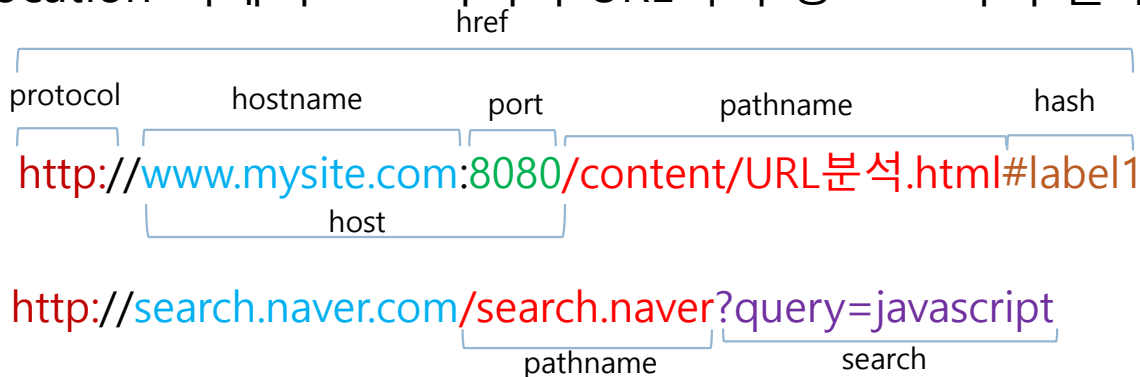 URL
href
protocol hostname port pathname hash
http://www.mysite.com:8080/content/URL분석.html#label1
host
http://search.naver.com/search.naver?query=javascript
pathname search